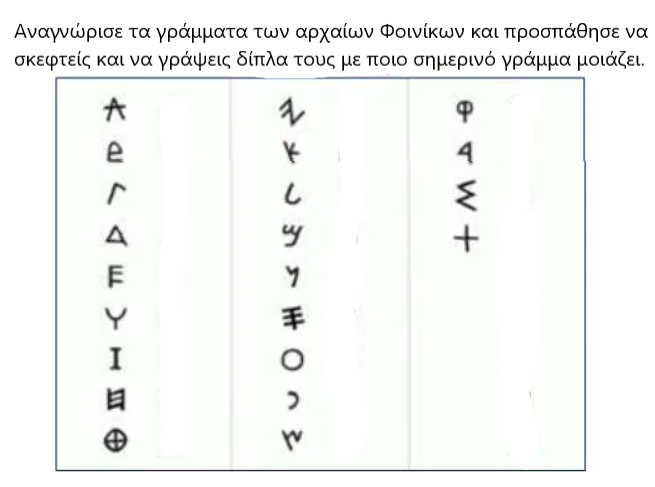 Αναγνώρισε τα γράμματα των αρχαίων Φοινίκων και προσπάθησε να
σκεφτείς και να γράψεις δίπλα τους με ποιο σημερινό γράμμα μοιάζει.
𐤀
𐤁
𐤂
𐤃
𐤄
𐤅
𐤆
𐤇
𐤈
𐤉
𐤊
𐤋
𐤌
𐤍
𐤎
𐤏
𐤐
𐤑
𐤒
𐤓
𐤔
𐤕